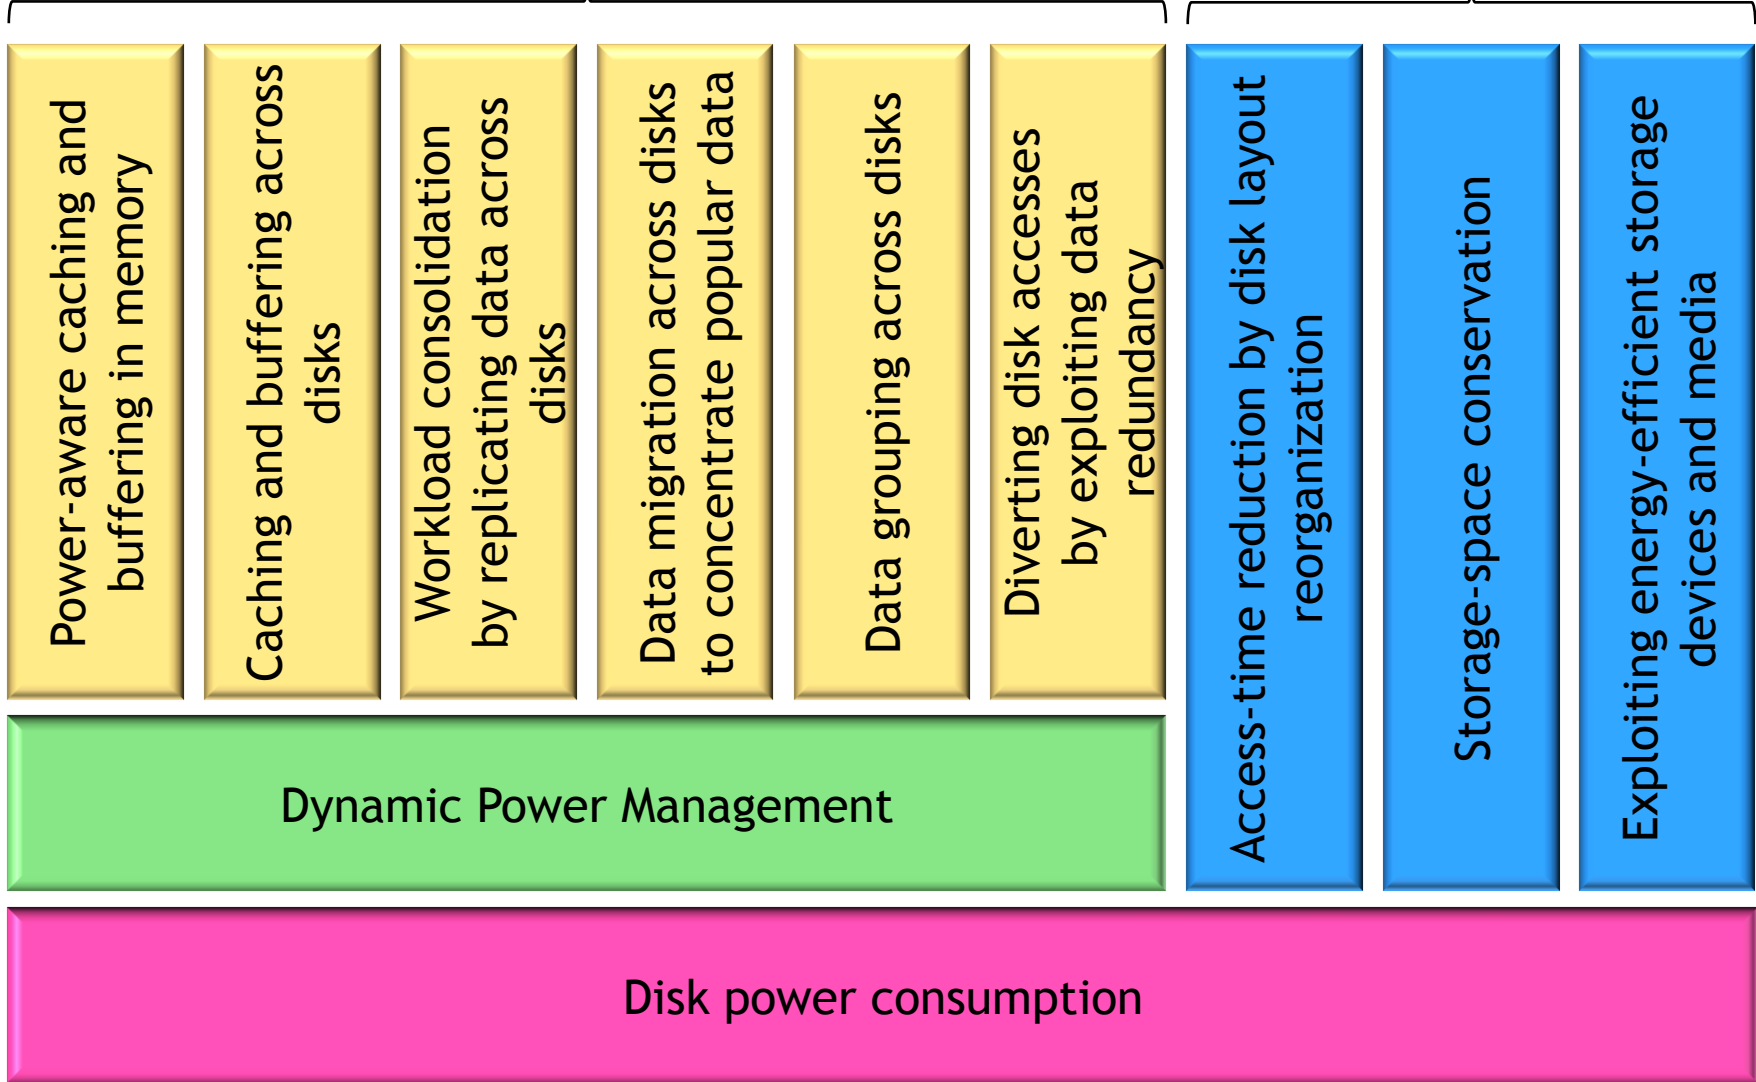 Power-aware caching and
buffering in memory
Caching and buffering across
disks
Workload consolidation
by replicating data across
disks
Data migration across disks
to concentrate popular data
Data grouping across disks
Diverting disk accesses
by exploiting data
redundancy
Access-time reduction by disk layout
reorganization
Storage-space conservation
Exploiting energy-efficient storage
devices and media
Dynamic Power Management
Disk power consumption